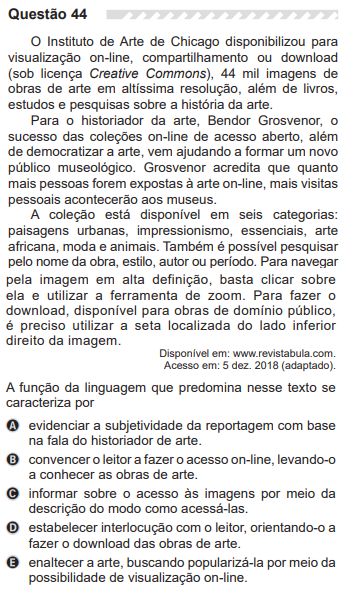 Questão 44
O Instituto de Arte de Chicago disponibilizou para
visualização on-line, compartilhamento ou download
(sob licença Creative Commons), 44 mil imagens de
obras de arte em altíssima resolução, além de livros,
estudos e pesquisas sobre a história da arte.
Para o historiador da arte, Bendor Grosvenor, o
sucesso das coleções on-line de acesso aberto, além
de democratizar a arte, vem ajudando a formar um novo
público museológico. Grosvenor acredita que quanto
mais pessoas forem expostas à arte on-line, mais visitas
pessoais acontecerão aos museus.
A coleção está disponível em seis categorias:
paisagens urbanas, impressionismo, essenciais, arte
africana, moda e animais. Também é possível pesquisar
pelo nome da obra, estilo, autor ou período. Para navegar
pela imagem em alta definição, basta clicar sobre
ela e utilizar a ferramenta de zoom. Para fazer o
download, disponível para obras de domínio público,
é preciso utilizar a seta localizada do lado inferior
direito da imagem.
Disponível em: www.revistabula.com.
Acesso em: 5 dez. 2018 (adaptado).
A função da linguagem que predomina nesse texto se
caracteriza por
A evidenciar a subjetividade da reportagem com base
na fala do historiador de arte.
B convencer o leitor a fazer o acesso on-line, levando-o
a conhecer as obras de arte.
C informar sobre o acesso às imagens por meio da
descrição do modo como acessá-las.
D estabelecer interlocução com o leitor, orientando-o a
fazer o download das obras de arte.
E enaltecer a arte, buscando popularizá-la por meio da
possibilidade de visualização on-line.